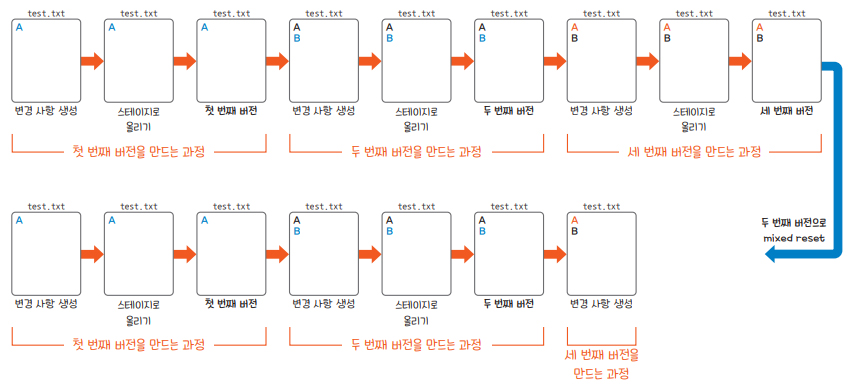 test.txt test.txt test.txt test.txt test.txt test.txt test.txt test.txt test.txt
A A A A A A A A A
B B B B B B
변경 사항 생성 스테이지로 첫 번째 버전 변경 사항 생성 스테이지로 두 번째 버전 변경 사항 생성 스테이지로 세 번째 버전
올리기 올리기 올리기
첫 번째 버전을 만드는 과정 두 번째 버전을 만드는 과정 세 번째 버전을 만드는 과정
test.txt test.txt test.txt test.txt test.txt test.txt test.txt
A A A A A A A 두 번째 버전으로
B B B B mixed reset
변경 사항 생성 스테이지로 첫 번째 버전 변경 사항 생성 스테이지로 두 번째 버전 변경 사항 생성
올리기 올리기
첫 번째 버전을 만드는 과정 두 번째 버전을 만드는 과정 세 번째 버전을
만드는 과정